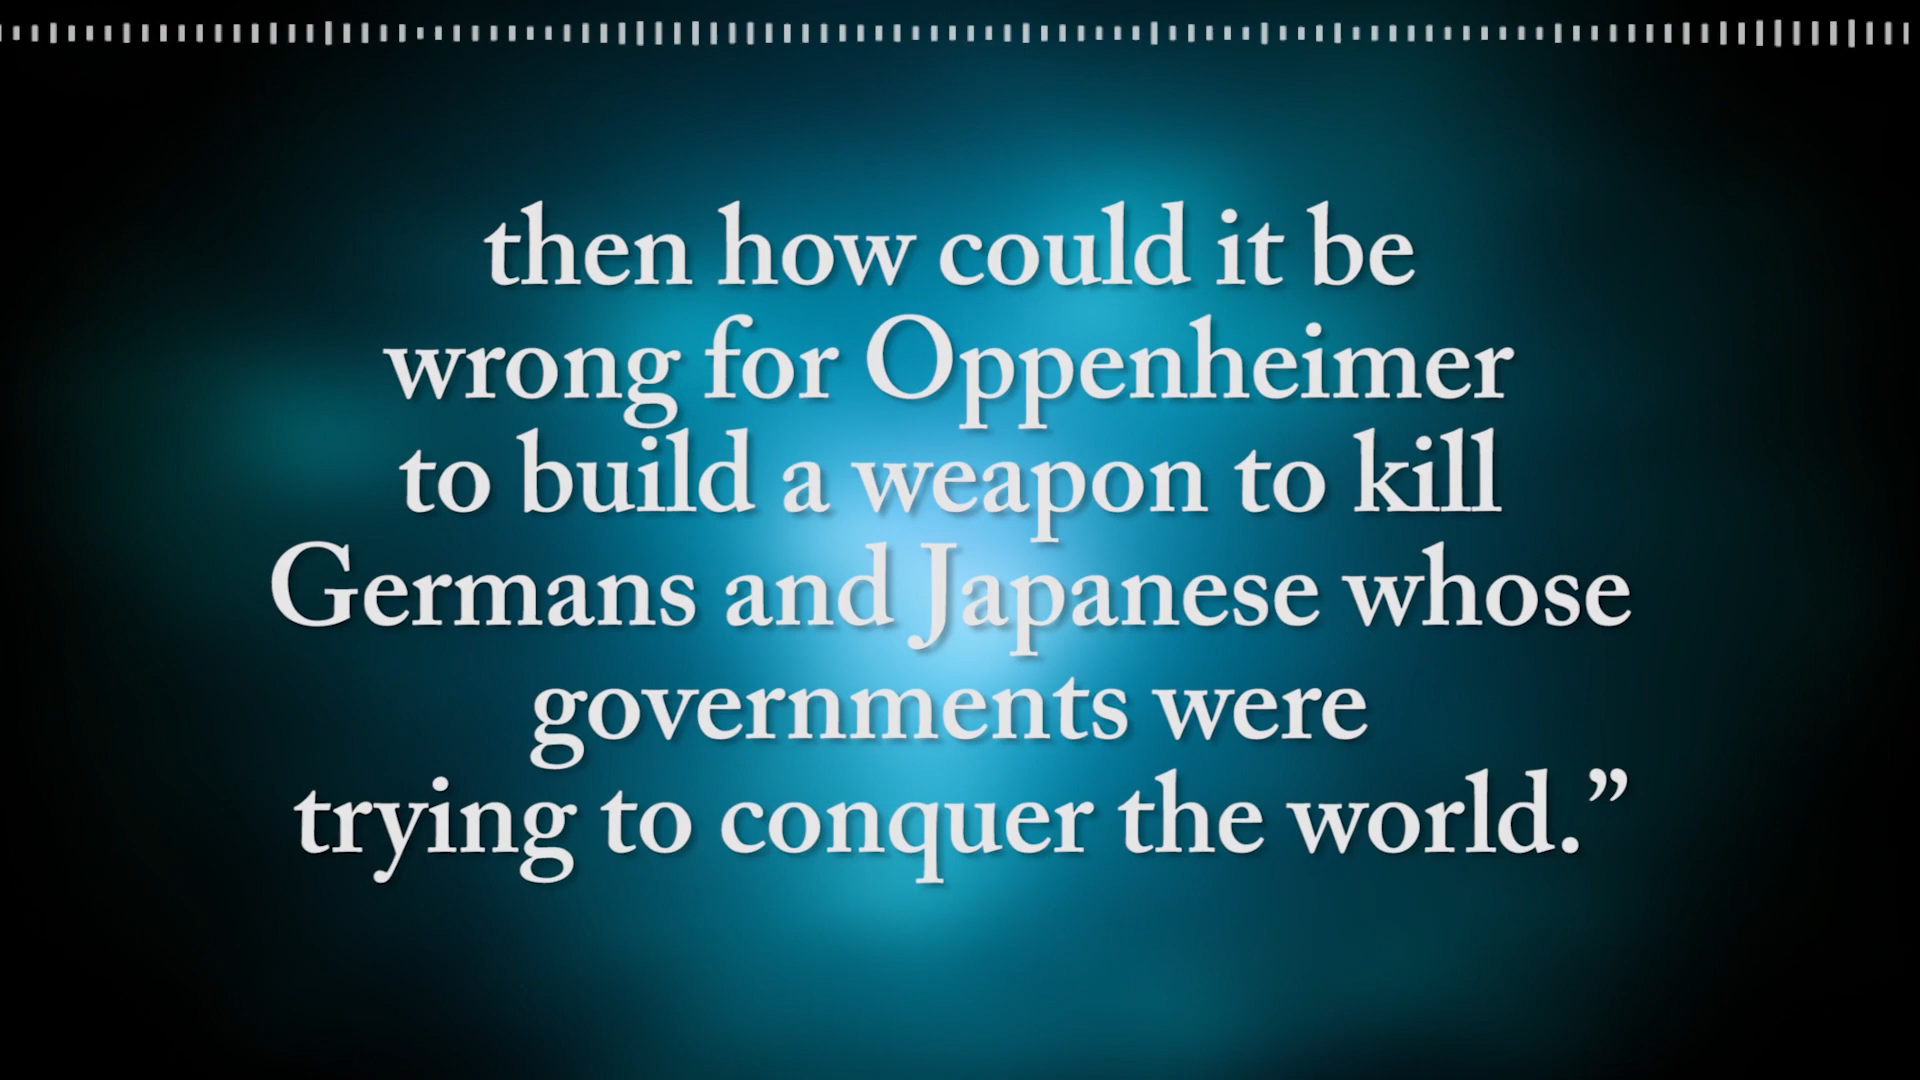 then how could it be
wrong for Oppenheimer
to build a weapon to kill
Germans and Japanese whose
governments were
trying to conquer the world.”